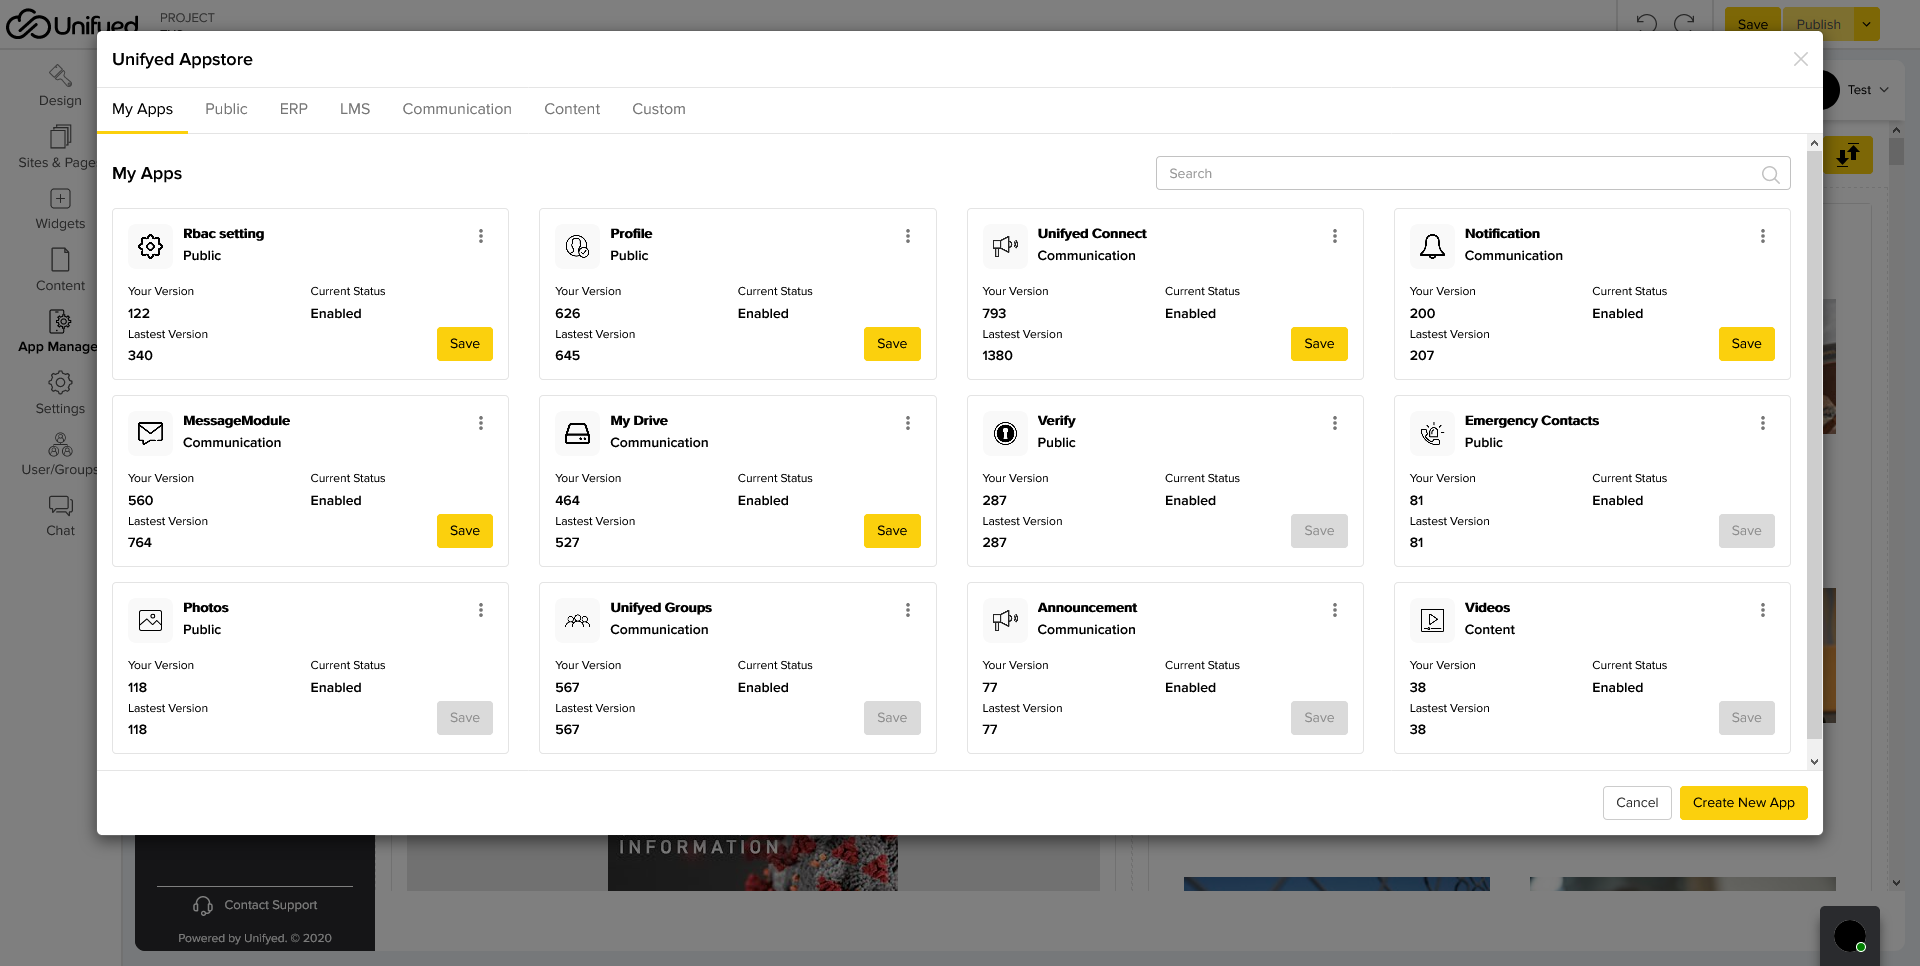 Unifyed
PROJECT
Save
Publish
Unifyed Appstore
Design
Sites & Page
Widgets
Content
App Manage
Settings
User/Groups
Chat
Test
My Apps
Public
ERP
LMS
Communication
Content
Custom
My Apps
Search
Rbac setting
Public
Your Version
Current Status
122
Enabled
Lastest Version
340
Save
Profile
Public
Your Version
Current Status
626
Enabled
Lastest Version
645
Save
Unifyed Connect
Communication
Your Version
Current Status
793
Enabled
Lastest Version
1380
Save
Notification
Communication
Your Version
Current Status
200
Enabled
Lastest Version
207
Save
MessageModule
Communication
Your Version
Current Status
560
Enabled
Lastest Version
764
Save
My Drive
Communication
Your Version
Current Status
464
Enabled
Lastest Version
527
Save
Verify
Public
Your Version
Current Status
287
Enabled
Lastest Version
287
Save
Emergency Contacts
Public
Your Version
Current Status
81
Enabled
Lastest Version
81
Save
Photos
Public
Your Version
Current Status
118
Enabled
Lastest Version
118
Save
Unifyed Groups
Communication
Your Version
Current Status
567
Enabled
Lastest Version
567
Save
Announcement
Communication
Your Version
Current Status
77
Enabled
Lastest Version
77
Save
Videos
Content
Your Version
Current Status
38
Enabled
Lastest Version
38
Save
Cancel
Create New App
INFORMATION
Contact Support
Powered by Unifyed. © 2020